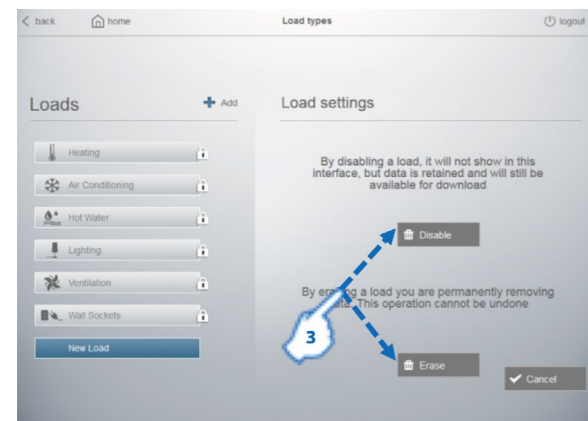 back
home
Load types
logout
Loads
Add
Load settings
Heating
Air Conditioning
Hot Water
Lighting
Ventilation
Wall Sockets
New Load
By disabling a load, it will not show in this
interface, but data is retained and will still be
available for download
Disable
By erasing a load you are permanently removing
data. This operation cannot be undone
3
Erase
Cancel